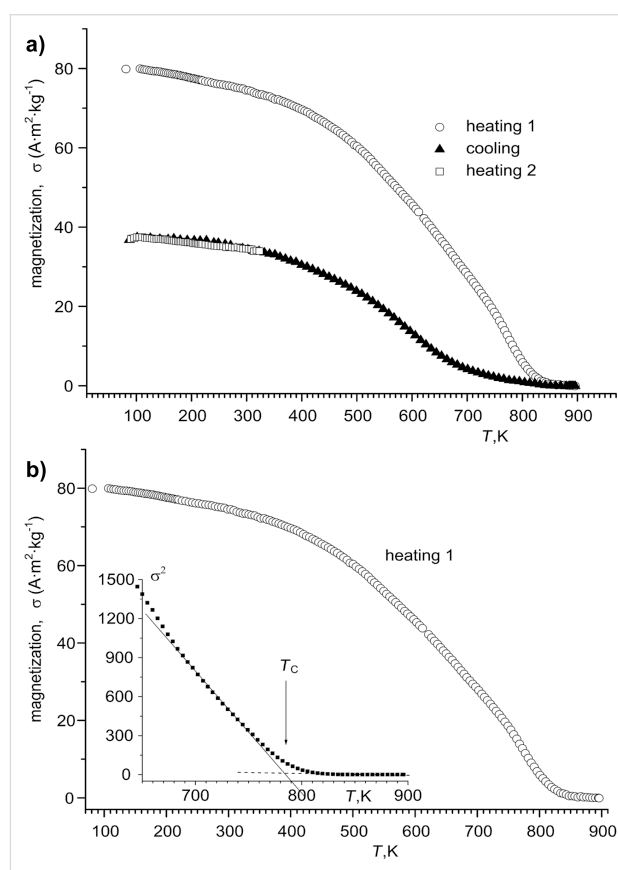 a)
magnetization, σ (A·m²·kg⁻¹)
80
60
40
20
0
heating 1
cooling
heating 2
100 200 300 400 500 600 700 800 900
T,K
b)
magnetization, σ (A·m²·kg⁻¹)
80
60
40
20
0
heating 1
σ²
1500
1200
900
600
300
0
T_C
700 800 T,K 900
100 200 300 400 500 600 700 800 900
T,K